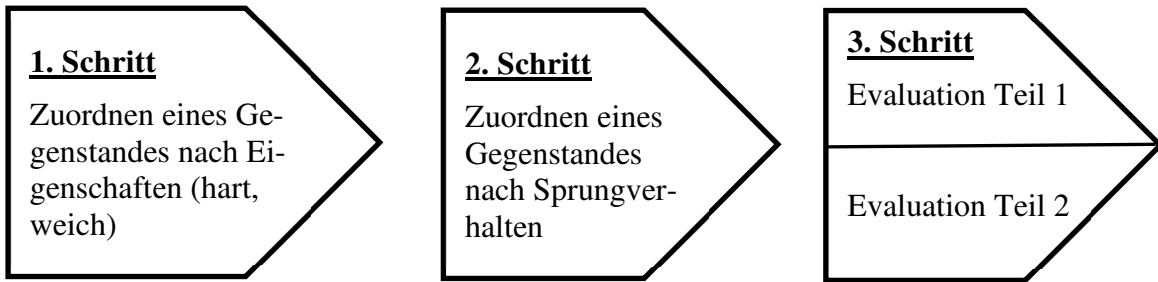 1. Schritt
Zuordnen eines Ge-
genstandes nach Ei-
genschaften (hart,
weich)
2. Schritt
Zuordnen eines
Gegenstandes
nach Sprungver-
halten
3. Schritt
Evaluation Teil 1
Evaluation Teil 2